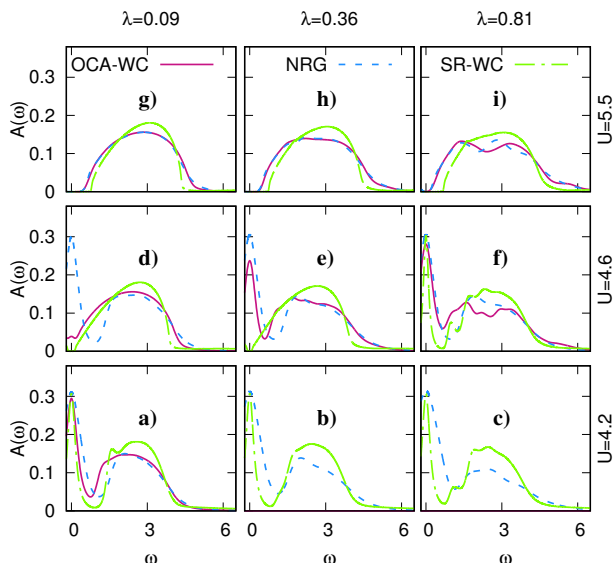 λ=0.09 λ=0.36 λ=0.81
OCA-WC NRG SR-WC
g) h) i)
A(ω) 0.3 0.2 0.1 0 U=5.5
d) e) f)
A(ω) 0.3 0.2 0.1 0 U=4.6
a) b) c)
A(ω) 0.3 0.2 0.1 0 U=4.2
0 3 6 0 3 6 0 3 6
ω ω ω